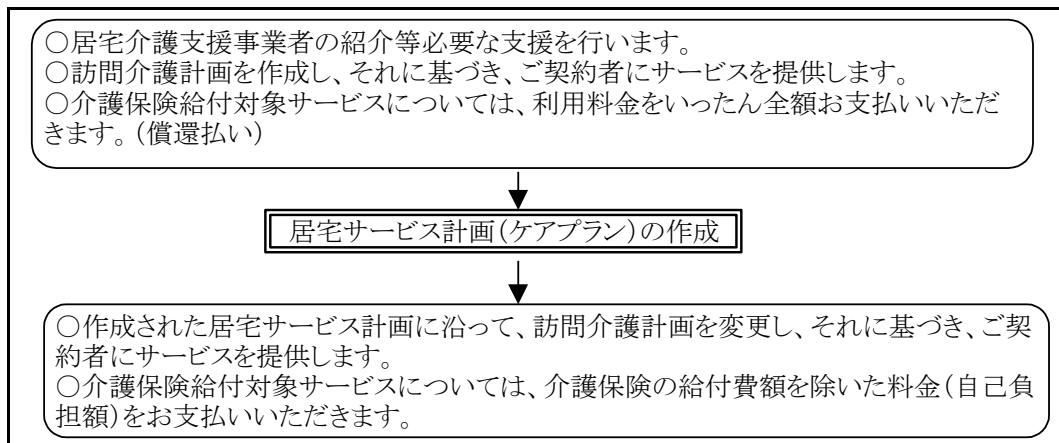 ○居宅介護支援事業者の紹介等必要な支援を行います。
○訪問介護計画を作成し、それに基づき、ご契約者にサービスを提供します。
○介護保険給付対象サービスについては、利用料金をいったん全額お支払いいただ
きます。(償還払い)
居宅サービス計画(ケアプラン)の作成
○作成された居宅サービス計画に沿って、訪問介護計画を変更し、それに基づき、ご契
約者にサービスを提供します。
○介護保険給付対象サービスについては、介護保険の給付費額を除いた料金(自己負
担額)をお支払いいただきます。